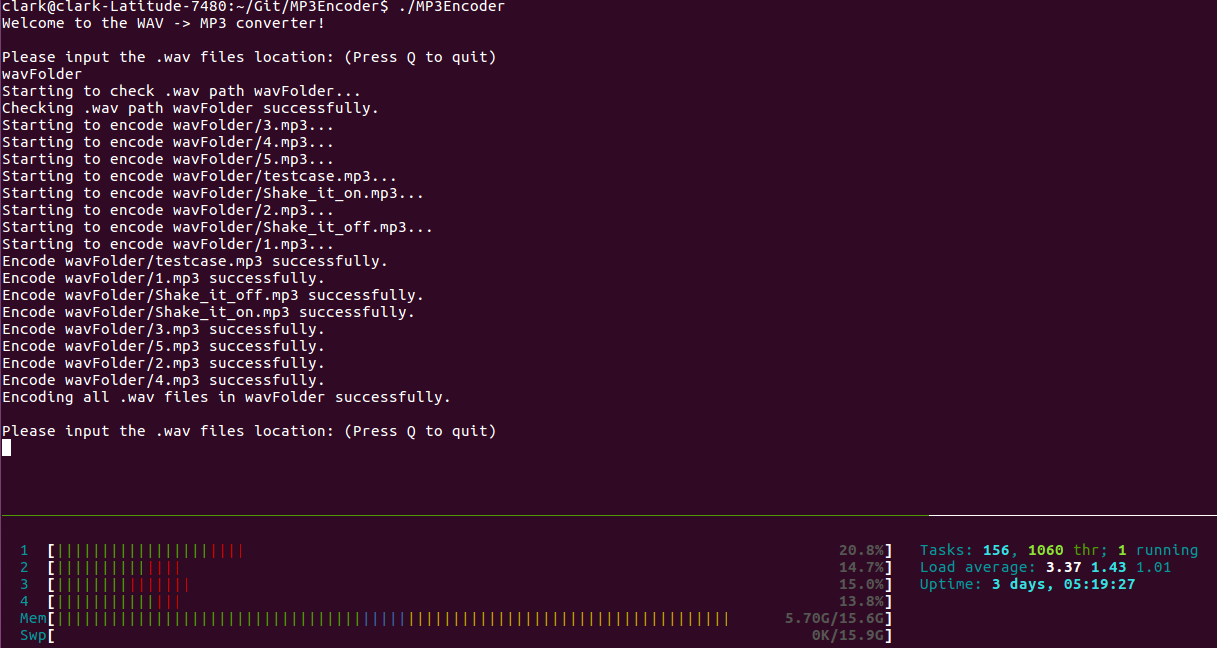 clark@clark-Latitude-7480:~/Git/MP3Encoder$ ./MP3Encoder
Welcome to the WAV -> MP3 converter!
Please input the .wav files location: (Press Q to quit)
wavFolder
Starting to check .wav path wavFolder...
Checking .wav path wavFolder successfully.
Starting to encode wavFolder/3.mp3...
Starting to encode wavFolder/4.mp3...
Starting to encode wavFolder/5.mp3...
Starting to encode wavFolder/testcase.mp3...
Starting to encode wavFolder/Shake_it_on.mp3...
Starting to encode wavFolder/2.mp3...
Starting to encode wavFolder/Shake_it_off.mp3...
Starting to encode wavFolder/1.mp3...
Encode wavFolder/testcase.mp3 successfully.
Encode wavFolder/1.mp3 successfully.
Encode wavFolder/Shake_it_off.mp3 successfully.
Encode wavFolder/Shake_it_on.mp3 successfully.
Encode wavFolder/3.mp3 successfully.
Encode wavFolder/5.mp3 successfully.
Encode wavFolder/2.mp3 successfully.
Encode wavFolder/4.mp3 successfully.
Encoding all .wav files in wavFolder successfully.
Please input the .wav files location: (Press Q to quit)
1 [||||||||||||||||||||| 20.8%] Tasks: 156, 1060 thr; 1 running
2 [|||||||||||||| 14.7%] Load average: 3.37 1.43 1.01
3 [||||||||||||||| 15.0%] Uptime: 3 days, 05:19:27
4 [|||||||||||||| 13.8%]
Mem[||||||||||||||||||||||||||||||||||||||||||||||||||||||||||||||||||||||||||| 5.70G/15.6G]
Swp[ 0K/15.9G]